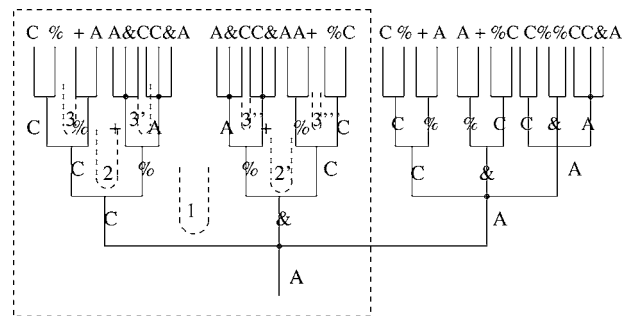 C % + A A&CC&A A&CC&AA+ %C C % + A A + %C C%%CC&A
C 3 % + 3' A A 3'' + % 3''' C C % % C C & A
C 2 % % 2' C C & A
C 1 & A
A